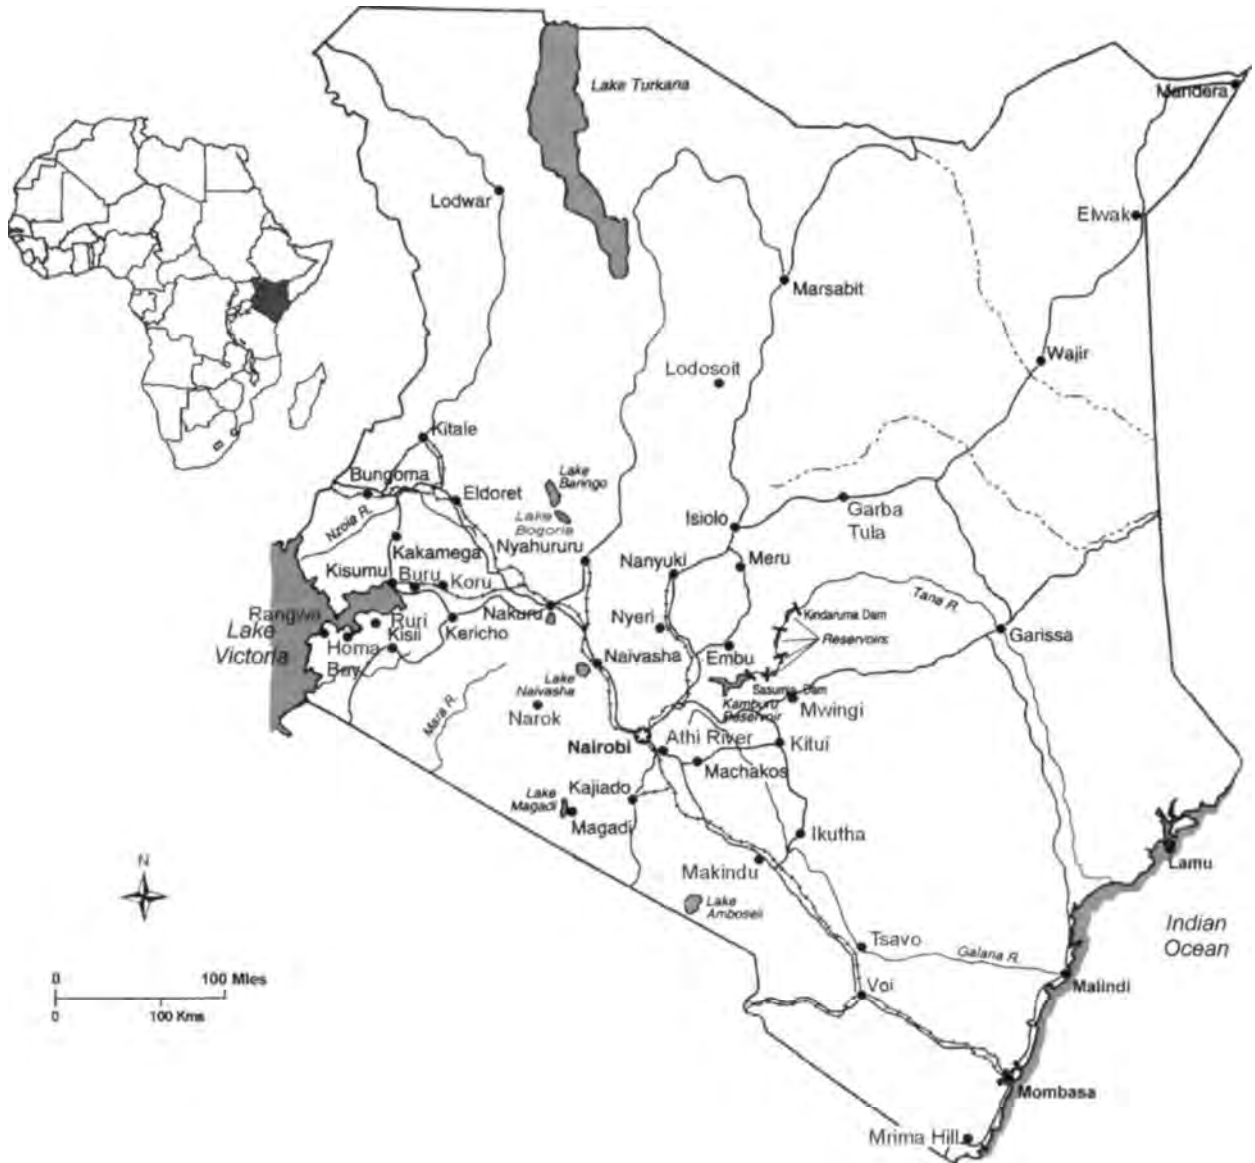 Lake Turkana
Mandera
Lodwar
Elwak
Marsabit
Wajir
Lodosoit
Kitale
Bungoma
Lake
Baringo
Eldoret
Lake
Bogoria
Garba
Tula
Isiolo
Nzoia R.
Kakamega
Nyahururu
Nanyuki
Meru
Kisumu
Buru
Koru
Tana R.
Rangwe
Nakuru
Kindaruma Dam
Lake
Victoria
Ruri
Kisii
Kericho
Nyeri
Reservoirs
Garissa
Homa
Bay
Naivasha
Embu
Lake
Naivasha
Sasumua Dam
Kamburu
Reservoir
Mwingi
Mara R.
Narok
Nairobi
Athi River
Kitui
Machakos
Lake
Magadi
Kajiado
Magadi
Ikutha
Makindu
Lamu
N
Lake
Amboseli
Indian
Ocean
Tsavo
Galana R.
0 100 Miles
0 100 Kms
Voi
Malindi
Mombasa
Mrima Hill